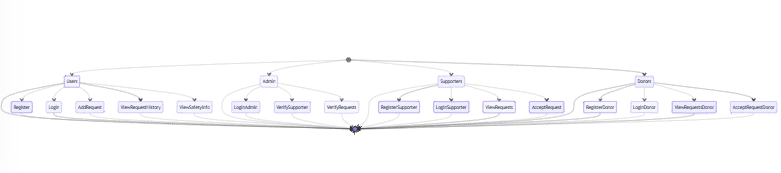 Users
Admin
Supporters
Donors
Register
Login
AddRequest
ViewRequestHistory
ViewSafetyInfo
LoginAdmin
VerifySupporter
VerifyRequests
RegisterSupporter
LoginSupporter
ViewRequests
AcceptRequest
RegisterDonor
LoginDonor
ViewRequestsDonor
AcceptRequestDonor